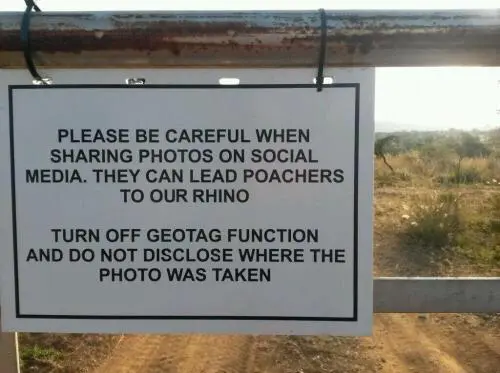 PLEASE BE CAREFUL WHEN
SHARING PHOTOS ON SOCIAL
MEDIA. THEY CAN LEAD POACHERS
TO OUR RHINO
TURN OFF GEOTAG FUNCTION
AND DO NOT DISCLOSE WHERE THE
PHOTO WAS TAKEN